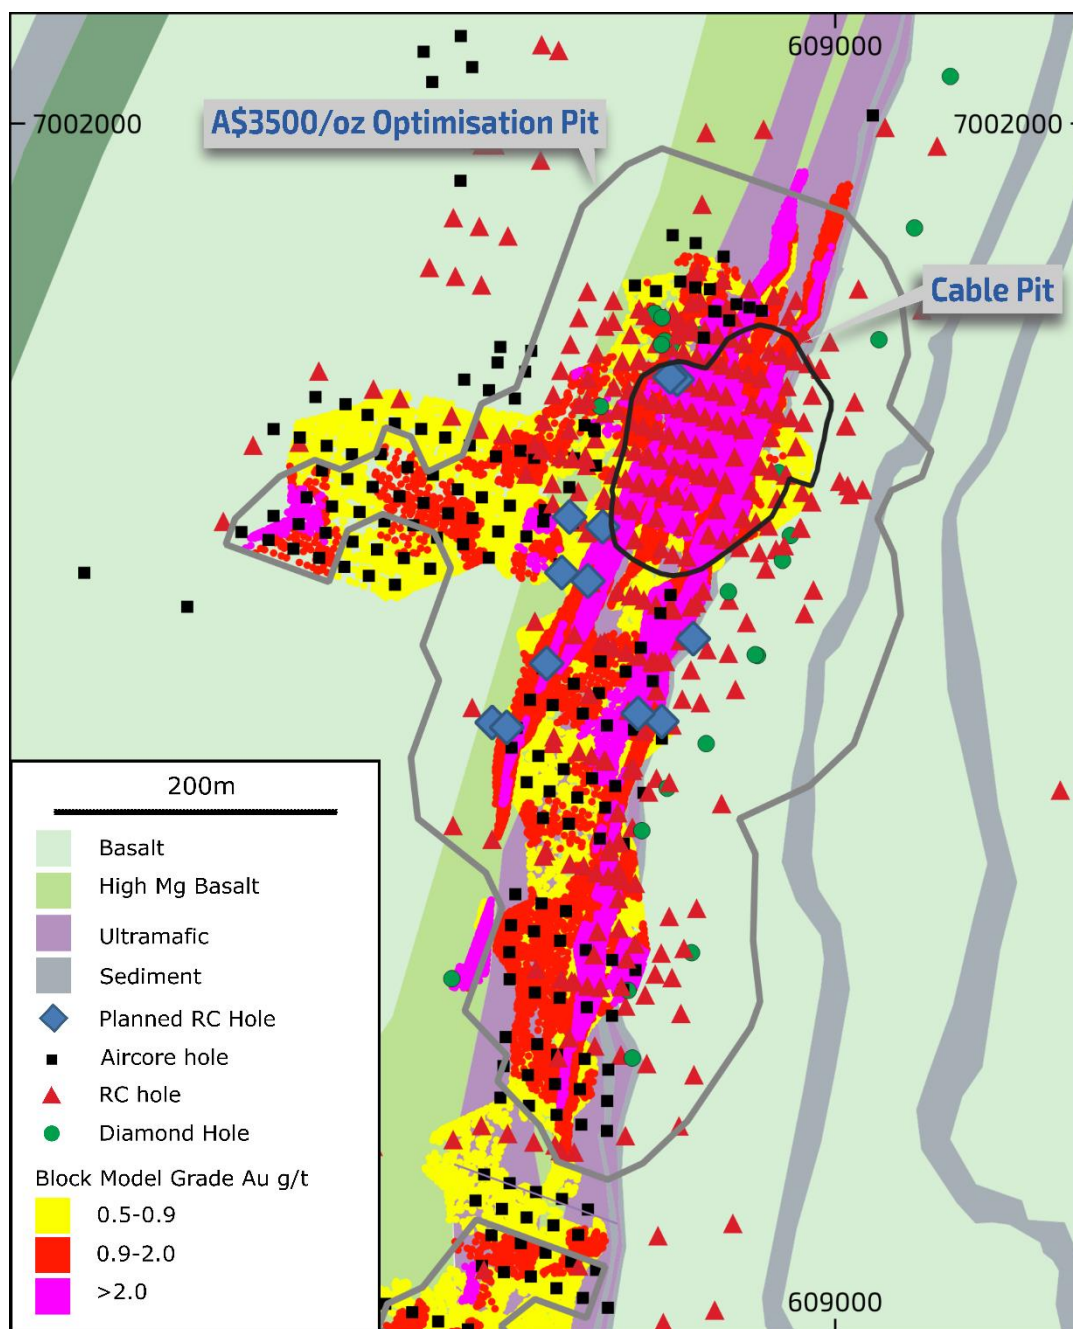 609000
7002000
7002000
A$3500/oz Optimisation Pit
Cable Pit
200m
Basalt
High Mg Basalt
Ultramafic
Sediment
Planned RC Hole
Aircore hole
RC hole
Diamond Hole
Block Model Grade Au g/t
0.5-0.9
0.9-2.0
>2.0
609000